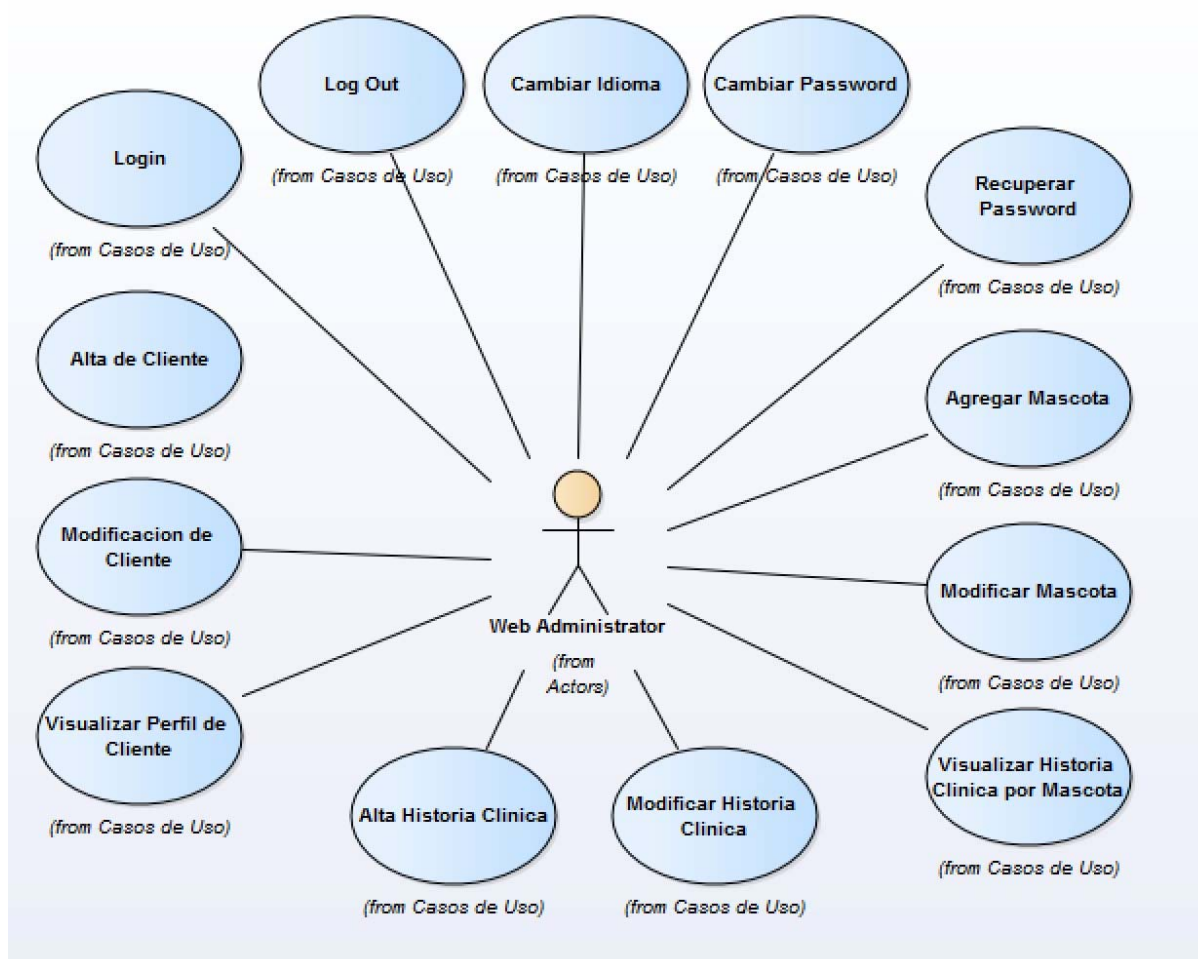 Log Out
(from Casos de Uso)
Cambiar Idioma
(from Casos de Uso)
Cambiar Password
(from Casos de Uso)
Login
(from Casos de Uso)
Recuperar
Password
(from Casos de Uso)
Alta de Cliente
(from Casos de Uso)
Agregar Mascota
(from Casos de Uso)
Modificacion de
Cliente
(from Casos de Uso)
Modificar Mascota
(from Casos de Uso)
Web Administrator
(from
Actors)
Visualizar Perfil de
Cliente
(from Casos de Uso)
Alta Historia Clinica
(from Casos de Uso)
Modificar Historia
Clinica
(from Casos de Uso)
Visualizar Historia
Clinica por Mascota
(from Casos de Uso)